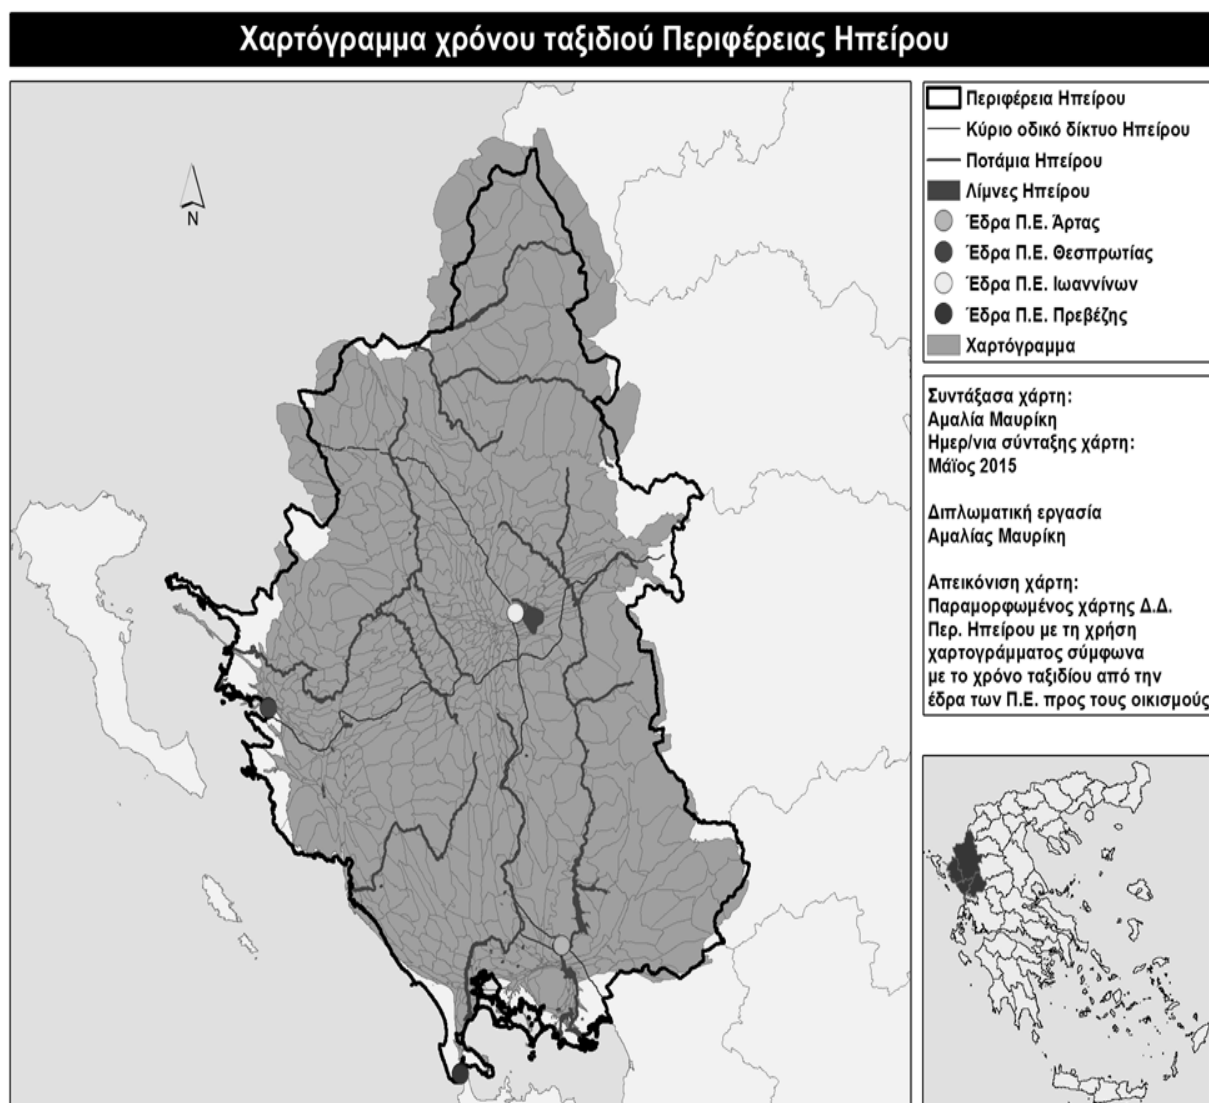 Χαρτόγραμμα χρόνου ταξιδιού Περιφέρειας Ηπείρου
N
Περιφέρεια Ηπείρου
Κύριο οδικό δίκτυο Ηπείρου
Ποτάμια Ηπείρου
Λίμνες Ηπείρου
Έδρα Π.Ε. Άρτας
Έδρα Π.Ε. Θεσπρωτίας
Έδρα Π.Ε. Ιωαννίνων
Έδρα Π.Ε. Πρεβέζης
Χαρτόγραμμα
Συντάξασα χάρτη:
Αμαλία Μαυρίκη
Ημερ/νια σύνταξης χάρτη:
Μάϊος 2015
Διπλωματική εργασία
Αμαλίας Μαυρίκη
Απεικόνιση χάρτη:
Παραμορφωμένος χάρτης Δ.Δ.
Περ. Ηπείρου με τη χρήση
χαρτογράμματος σύμφωνα
με το χρόνο ταξιδίου από την
έδρα των Π.Ε. προς τους οικισμούς